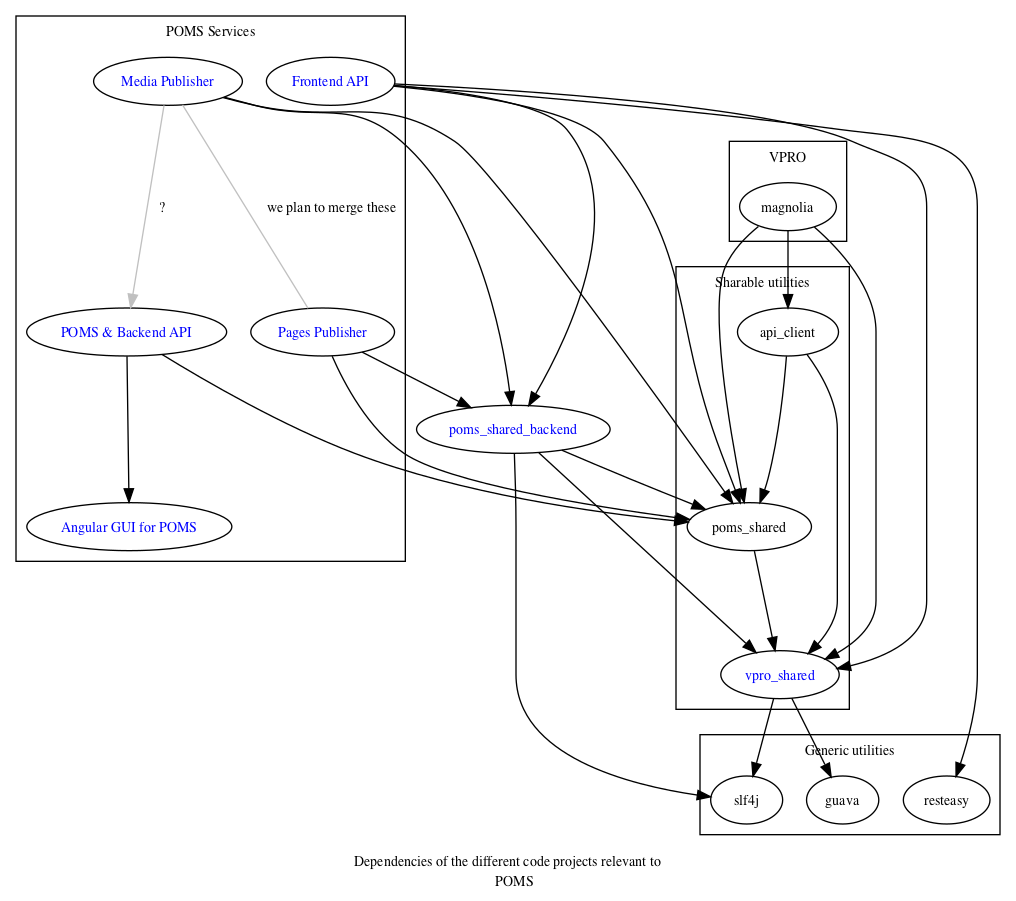 POMS Services
Media Publisher
Frontend API
VPRO
magnolia
?
we plan to merge these
Sharable utilities
POMS & Backend API
Pages Publisher
api_client
poms_shared_backend
Angular GUI for POMS
poms_shared
vpro_shared
Generic utilities
slf4j
guava
resteasy
Dependencies of the different code projects relevant to
POMS